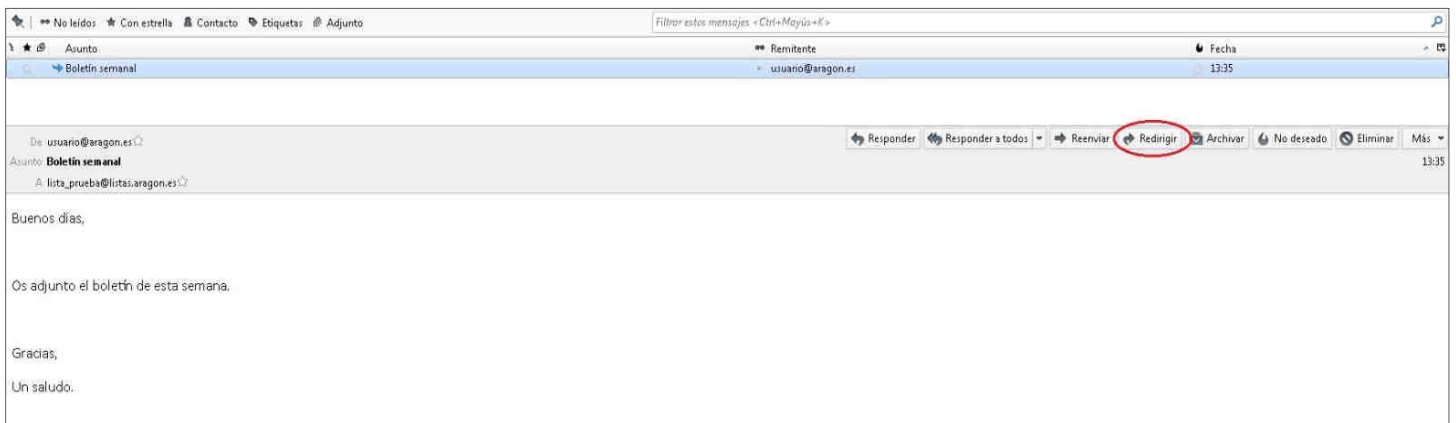 No leídos Con estrella Contacto Etiquetas Adjunto Filtrar estos mensajes <Ctrl+Mayús+K>
Asunto Remitente Fecha
Boletín semanal usuario@aragon.es 13:35
De usuario@aragon.es Responder Responder a todos Reenviar Redirigir Archivar No deseado Eliminar Más
Asunto Boletín semanal 13:35
A lista_prueba@listas.aragon.es
Buenos días,
Os adjunto el boletín de esta semana.
Gracias,
Un saludo.